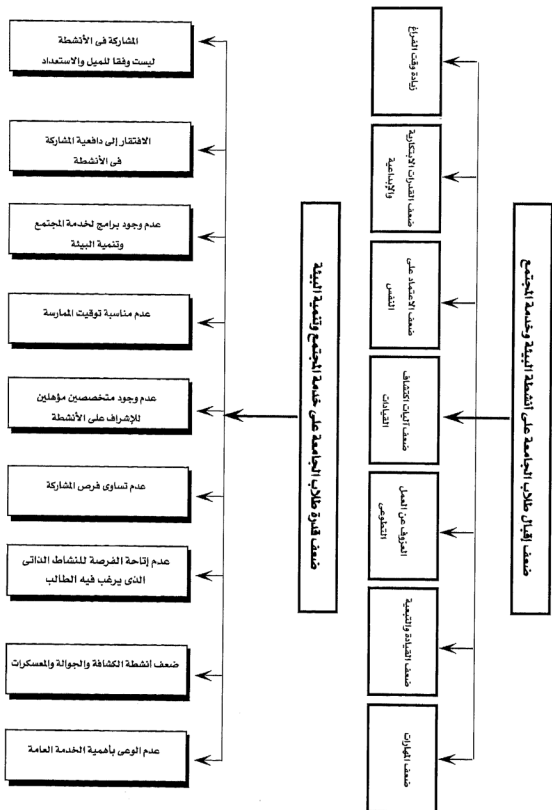 ضعف إقبال طلاب الجامعة على أنشطة البيئة وخدمة المجتمع
زيادة وقت الفراغ
ضعف القدرات الابتكارية
والإبداعية
ضعف الاعتماد على
النفس
ضعف آليات اكتشاف
القيادات
العزوف عن العمل
التطوعى
ضعف القيادة والتبعية
ضعف المهارات
ضعف قدرة طلاب الجامعة على خدمة المجتمع وتنمية البيئة
المشاركة فى الأنشطة
ليست وفقا للميل والاستعداد
الافتقار إلى دافعية المشاركة
فى الأنشطة
عدم وجود برامج لخدمة المجتمع
وتنمية البيئة
عدم مناسبة توقيت الممارسة
عدم وجود متخصصين مؤهلين
للإشراف على الأنشطة
عدم تساوى فرص المشاركة
عدم إتاحة الفرصة للنشاط الذاتى
الذى يرغب فيه الطالب
ضعف أنشطة الكشافة والجوالة والمعسكرات
عدم الوعى بأهمية الخدمة العامة